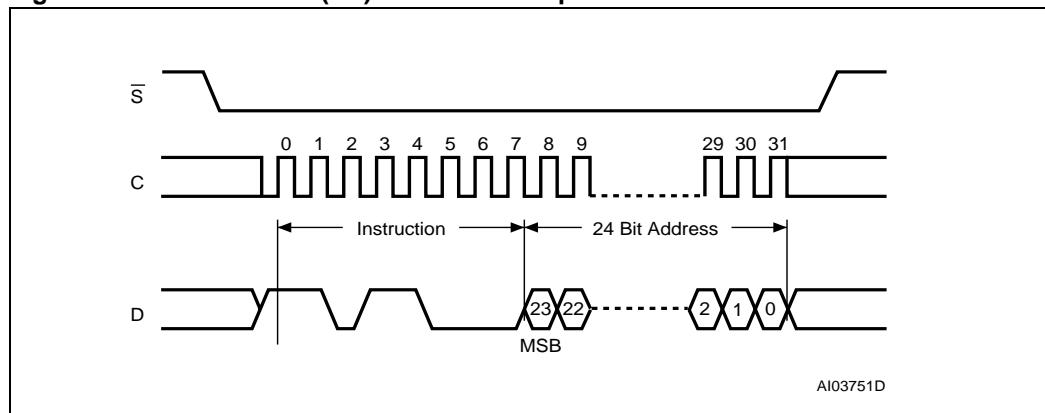 S
0 1 2 3 4 5 6 7 8 9 29 30 31
C
Instruction 24 Bit Address
D 23 22 2 1 0
MSB
AI03751D